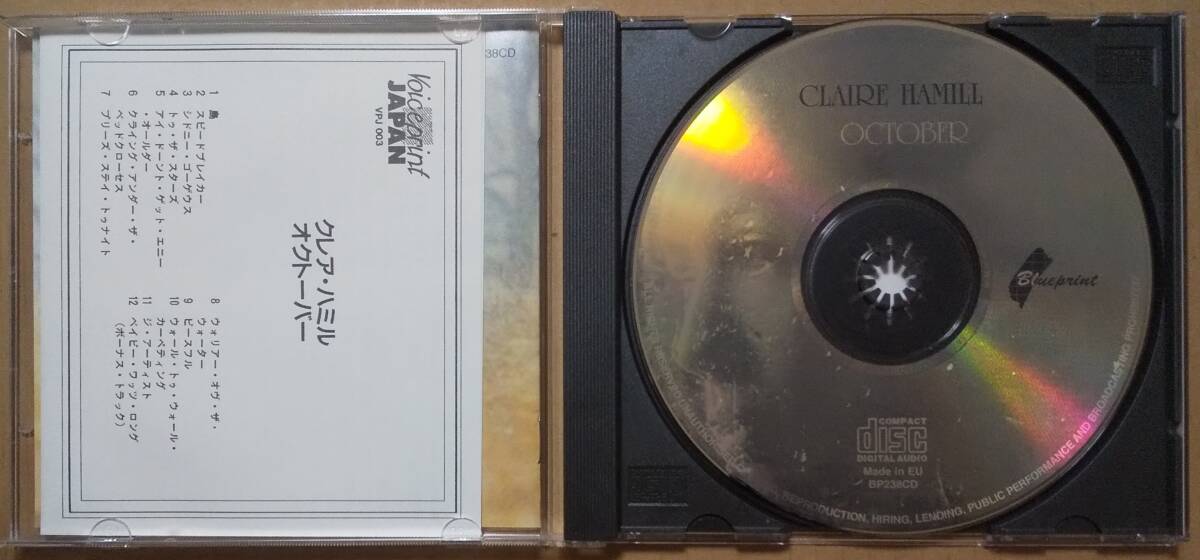 38CD
Voiceprint
JAPAN
VPJ 003
クレア・ハミル
オクトーバー
1 鳥
2 スピードブレイカー
3 シドニー・ゴーゲウス
4 トゥ・ザ・スターズ
5 アイ・ドーント・ゲット・エニー
・オールダー
6 クライング・アンダー・ザ・
ベッドクローセス
7 プリーズ・ステイ・トゥナイト
8 ウォリアー・オヴ・ザ・
ウォーター
9 ピースフル
10 ウォール・トゥ・ウォール・
カーペティング
11 ジ・アーティスト
12 ベイビー・ワッツ・ロング
(ボーナス・トラック)
CLAIRE HAMILL
OCTOBER
Blueprint
COMPACT
disc
DIGITAL AUDIO
Made in EU
BP238CD
REPRODUCTION, HIRING, LENDING, PUBLIC PERFORMANCE AND BROADCASTING PROHIBITED